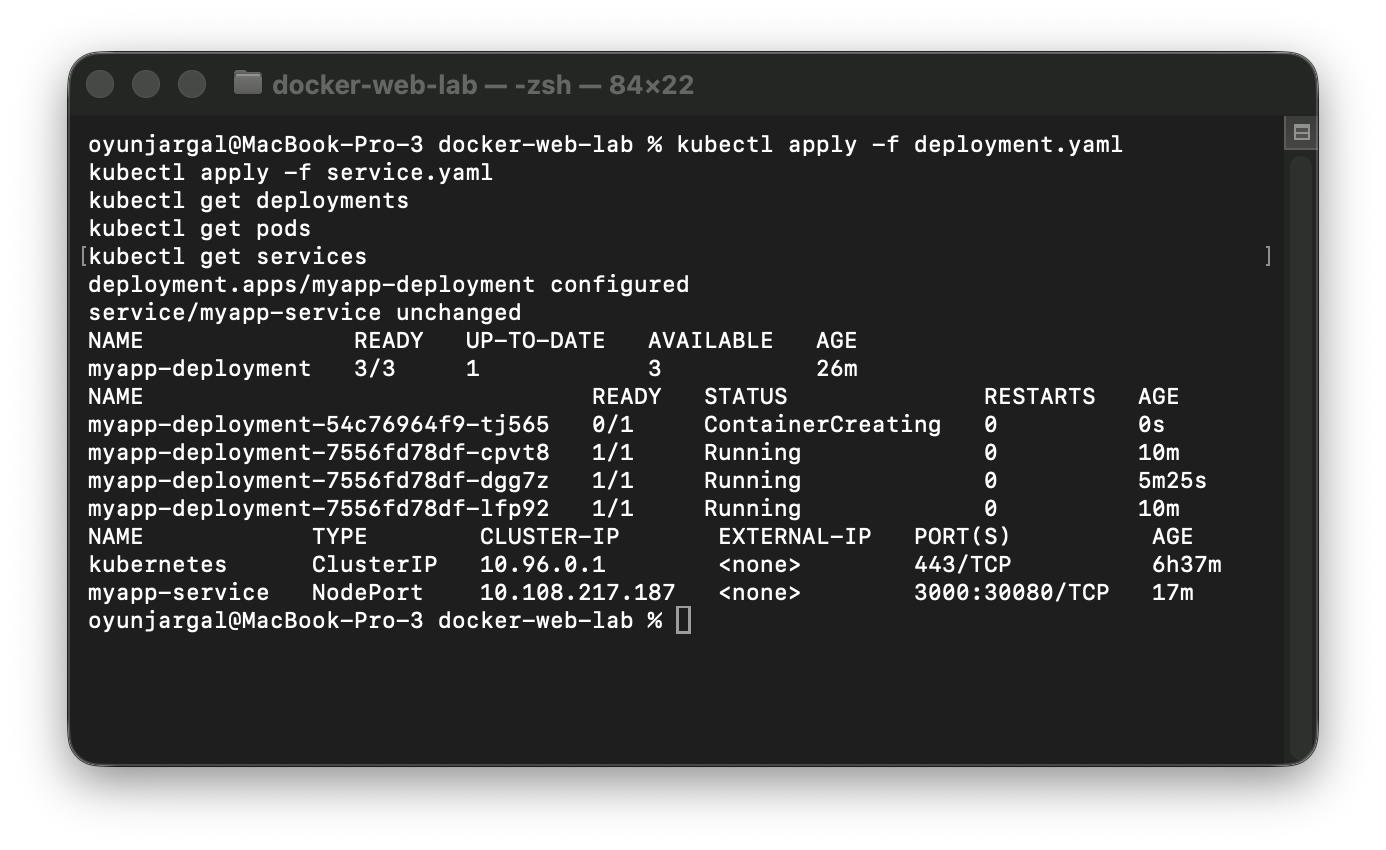 docker-web-lab — -zsh — 84×22
oyunjargal@MacBook-Pro-3 docker-web-lab % kubectl apply -f deployment.yaml
kubectl apply -f service.yaml
kubectl get deployments
kubectl get pods
[kubectl get services ]
deployment.apps/myapp-deployment configured
service/myapp-service unchanged
NAME READY UP-TO-DATE AVAILABLE AGE
myapp-deployment 3/3 1 3 26m
NAME READY STATUS RESTARTS AGE
myapp-deployment-54c76964f9-tj565 0/1 ContainerCreating 0 0s
myapp-deployment-7556fd78df-cpvt8 1/1 Running 0 10m
myapp-deployment-7556fd78df-dgg7z 1/1 Running 0 5m25s
myapp-deployment-7556fd78df-lfp92 1/1 Running 0 10m
NAME TYPE CLUSTER-IP EXTERNAL-IP PORT(S) AGE
kubernetes ClusterIP 10.96.0.1 <none> 443/TCP 6h37m
myapp-service NodePort 10.108.217.187 <none> 3000:30080/TCP 17m
oyunjargal@MacBook-Pro-3 docker-web-lab %